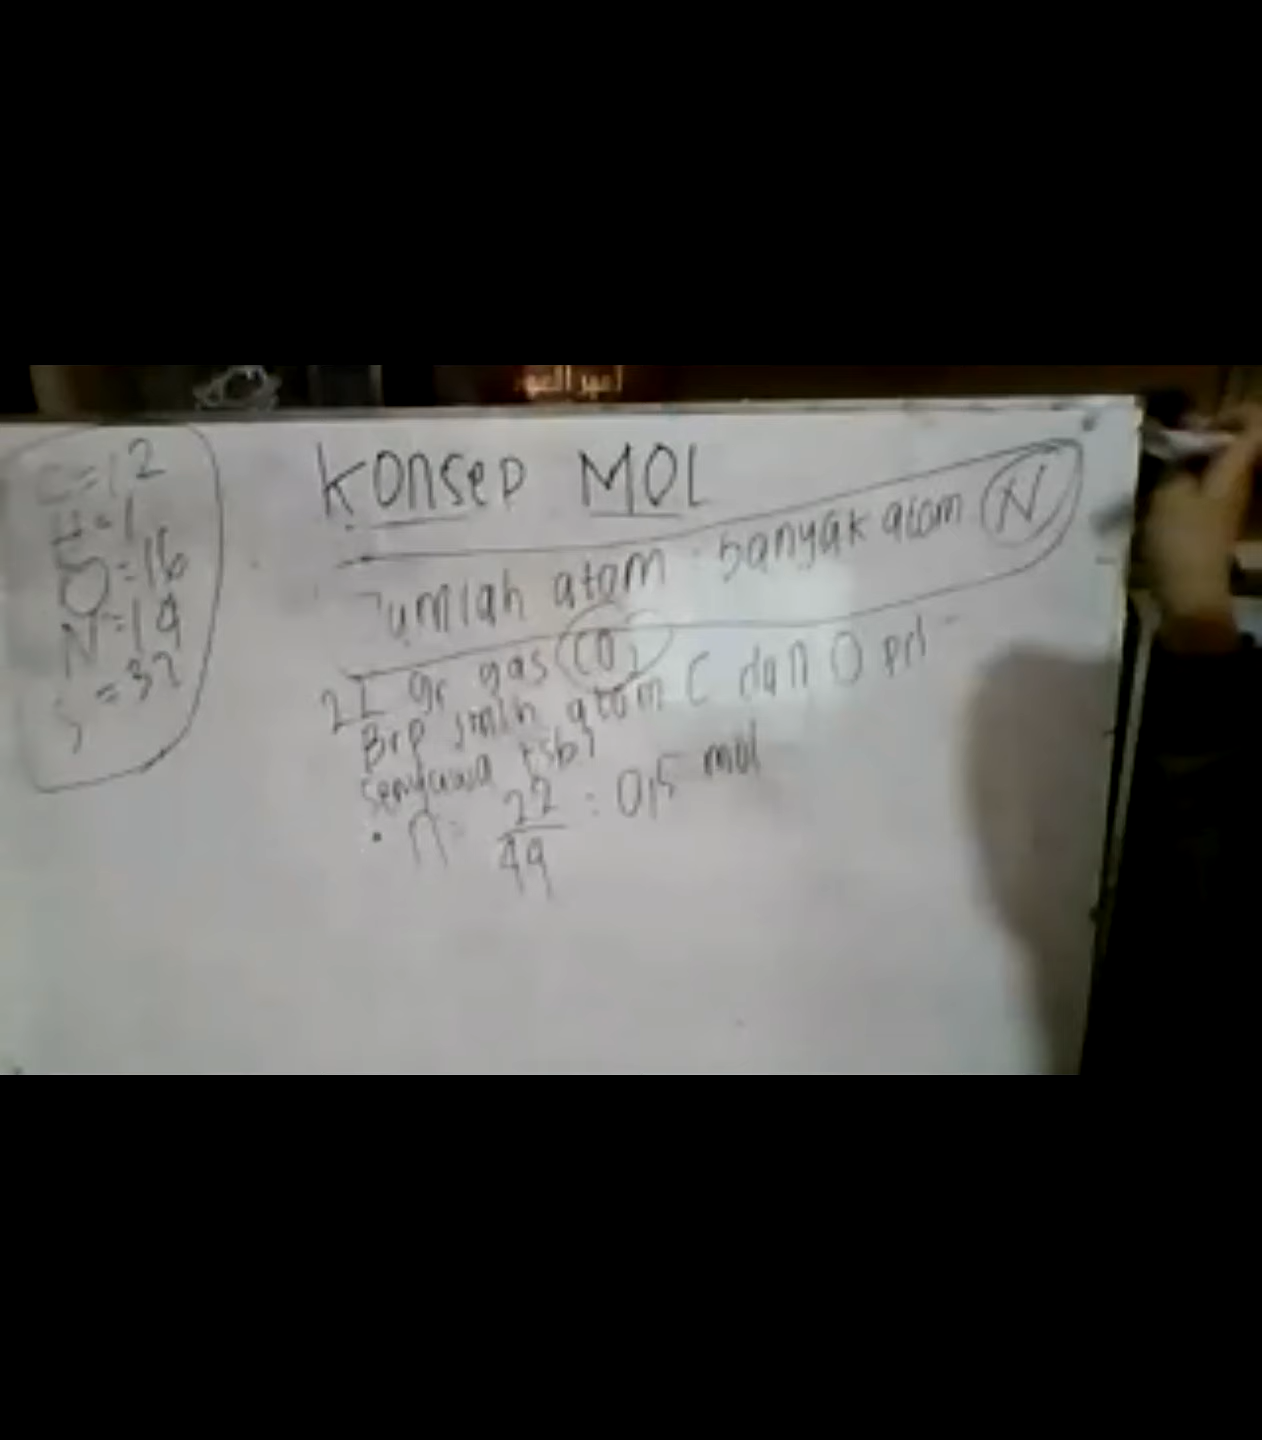 C=12
H=1
O=16
N=14
S=32
KONSEP MOL
Jumlah atom = banyak atom N
22 gr gas CO2
Brp jmlh atom C dan O pd
senyawa tsb?
n = 22/44 = 0,5 mol